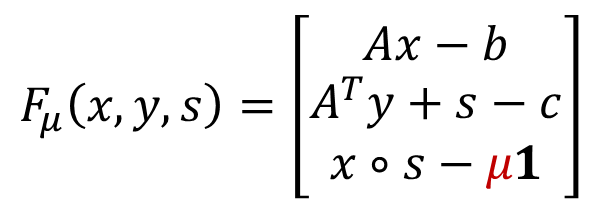 F_μ(x, y, s) = [Ax − b
A^T y + s − c
x ∘ s − μ𝟏]